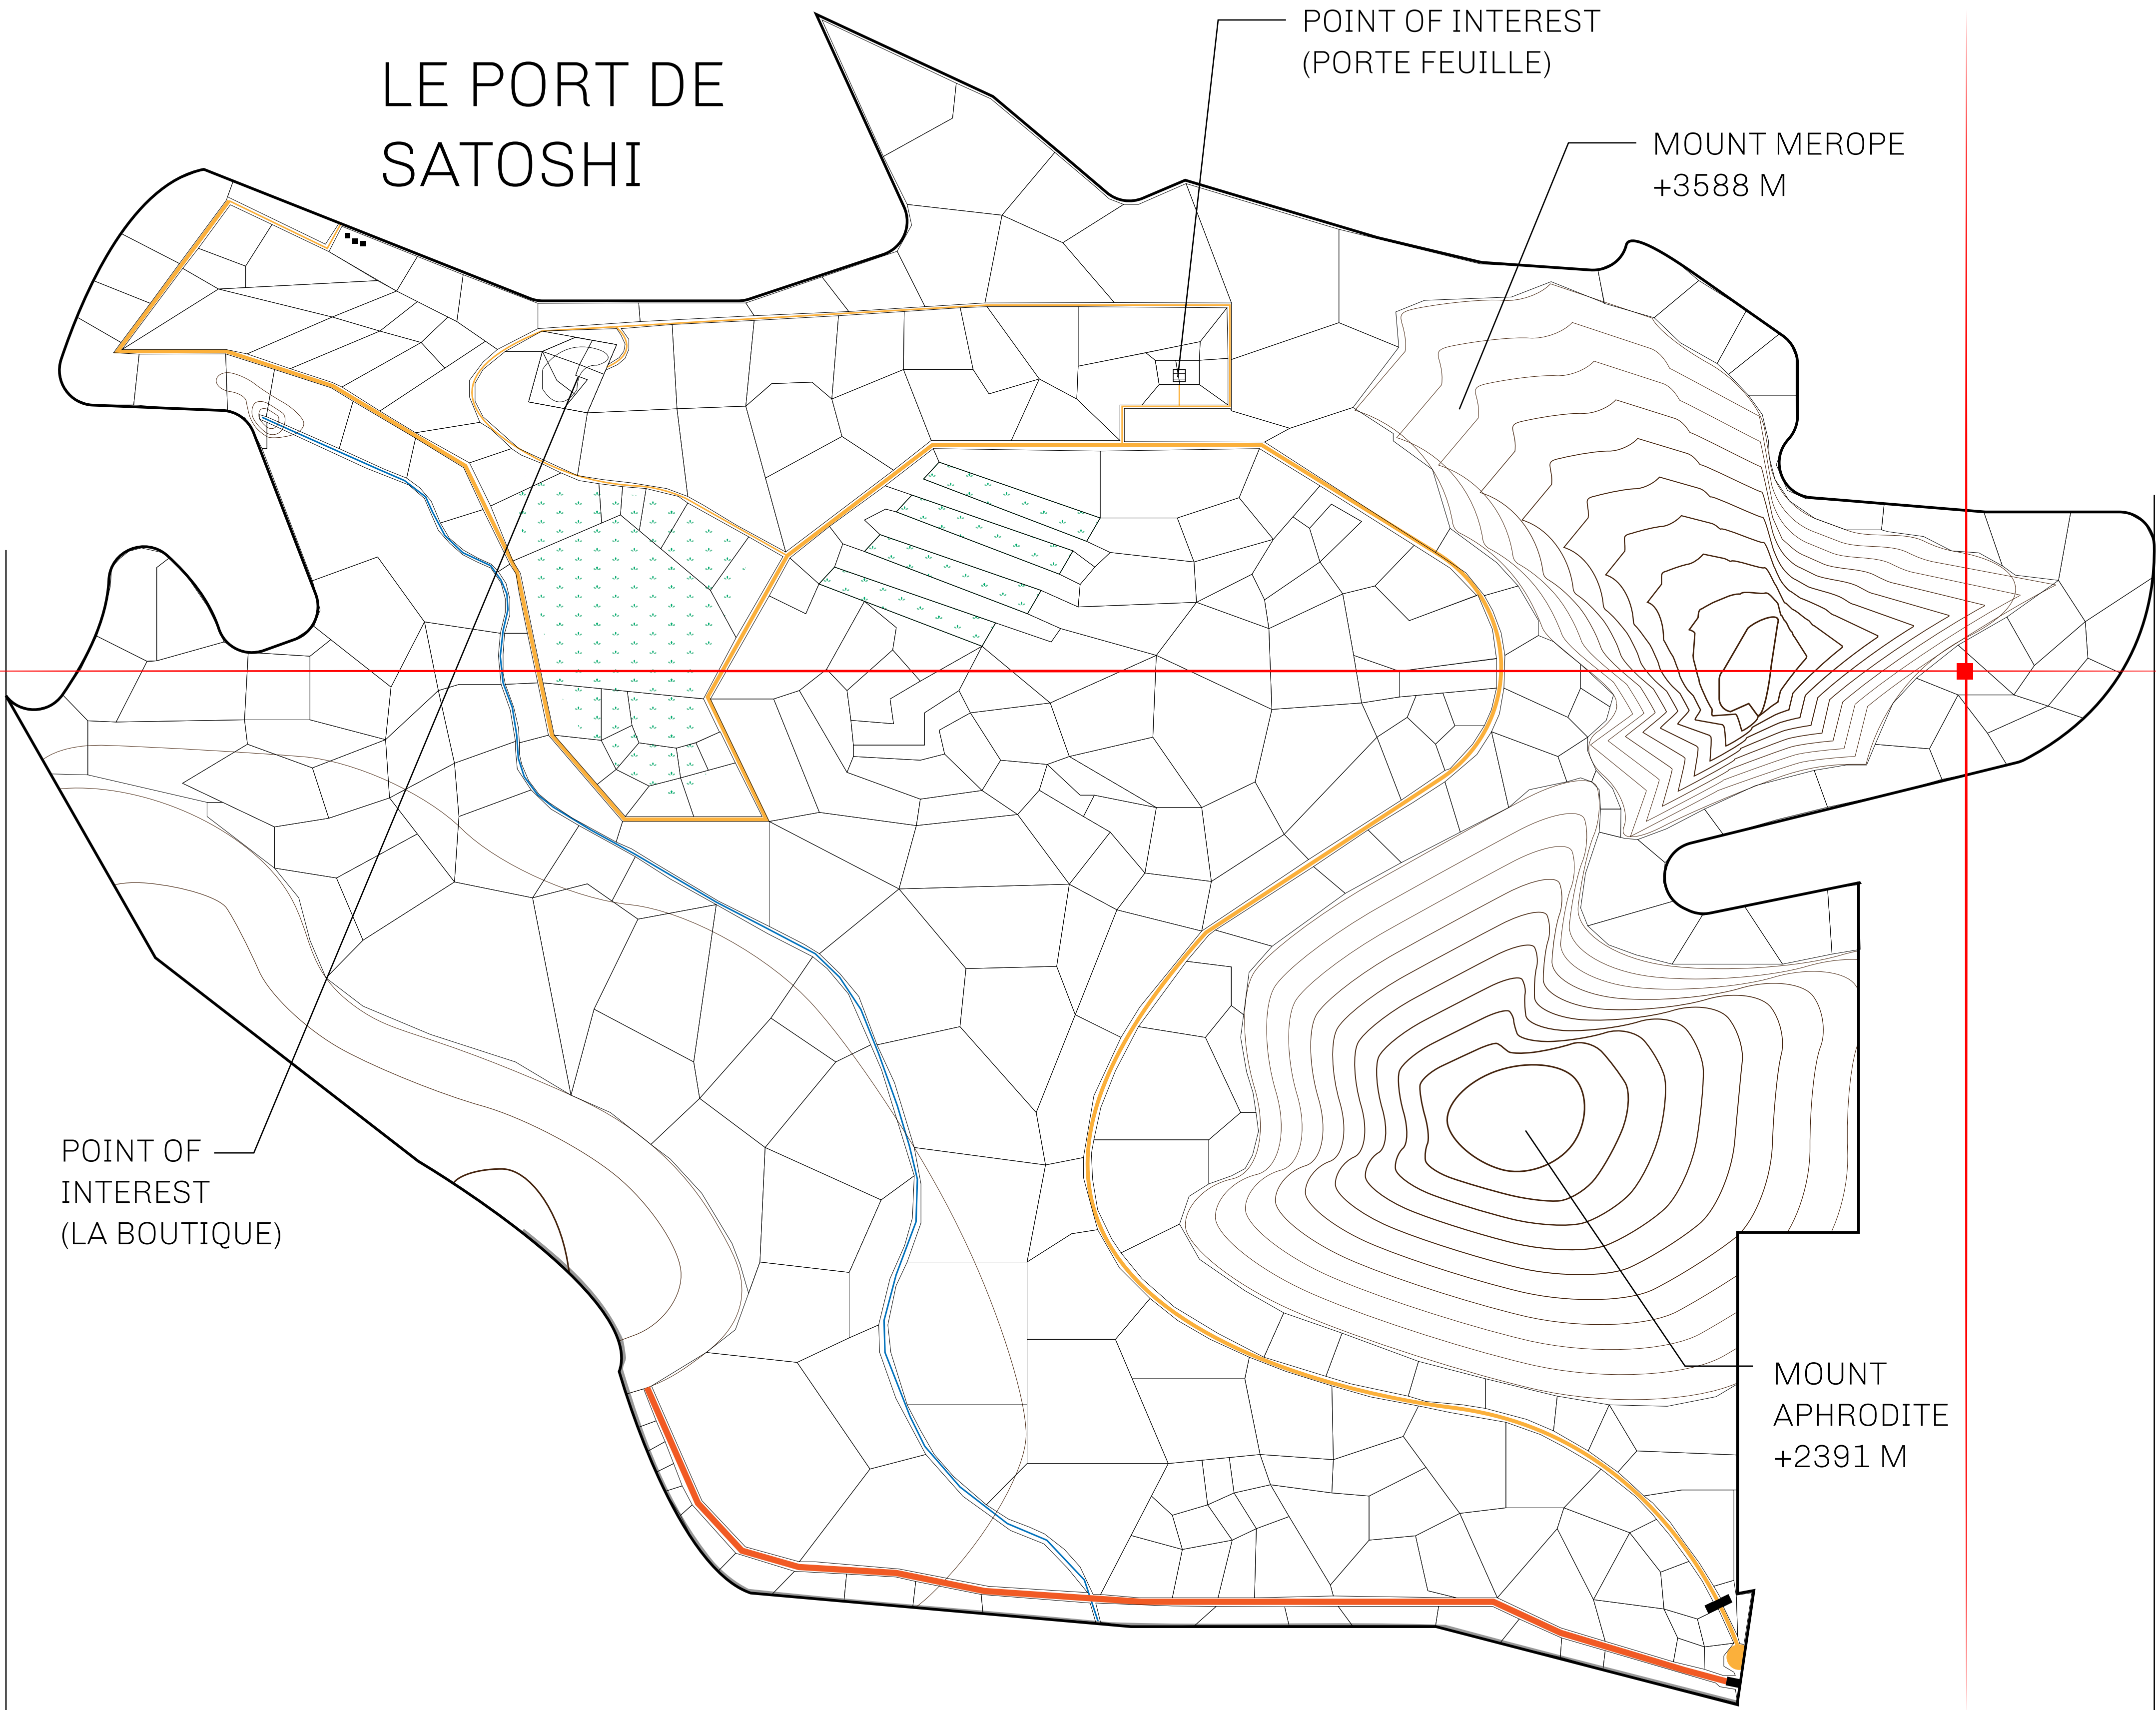 LE PORT DE
SATOSHI
POINT OF INTEREST
(PORTE FEUILLE)
MOUNT MEROPE
+3588 M
POINT OF
INTEREST
(LA BOUTIQUE)
MOUNT
APHRODITE
+2391 M